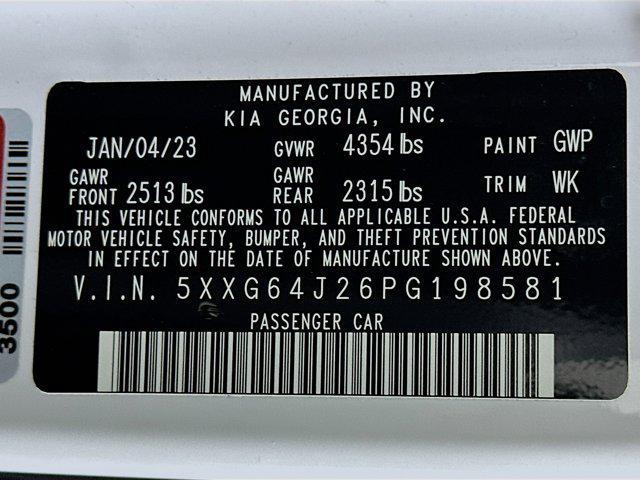 MANUFACTURED BY
KIA GEORGIA, INC.
JAN/04/23 GVWR 4354 lbs PAINT GWP
GAWR FRONT 2513 lbs GAWR REAR 2315 lbs TRIM WK
THIS VEHICLE CONFORMS TO ALL APPLICABLE U.S.A. FEDERAL
MOTOR VEHICLE SAFETY, BUMPER, AND THEFT PREVENTION STANDARDS
IN EFFECT ON THE DATE OF MANUFACTURE SHOWN ABOVE.
V.I.N. 5XXG64J26PG198581
PASSENGER CAR
3500